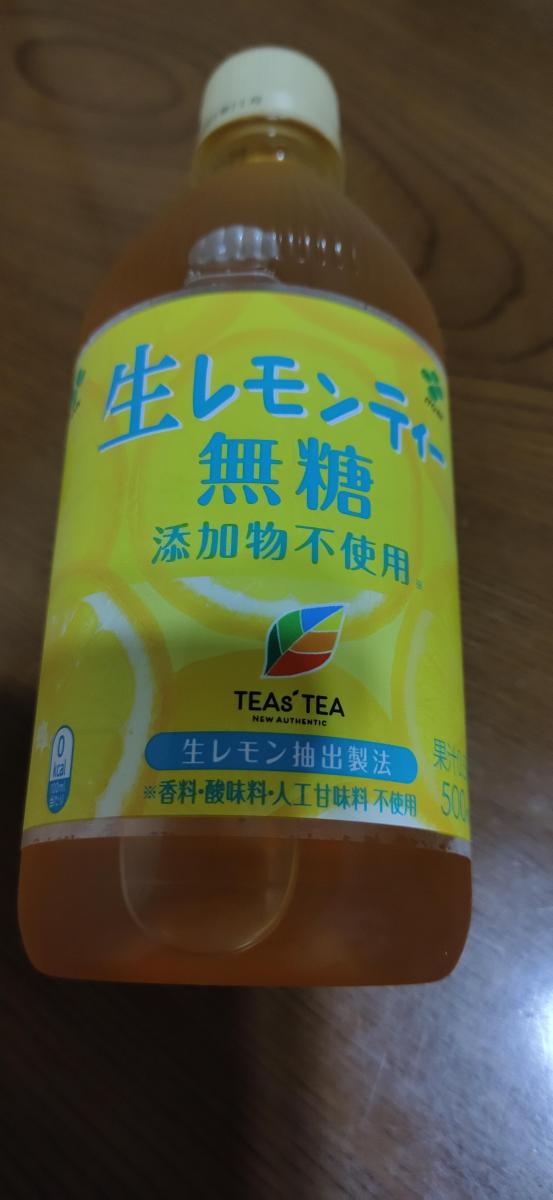 生レモンティー
無糖
添加物不使用※
TEAs' TEA
NEW AUTHENTIC
生レモン抽出製法
※香料・酸味料・人工甘味料 不使用
0
kcal
果汁
500